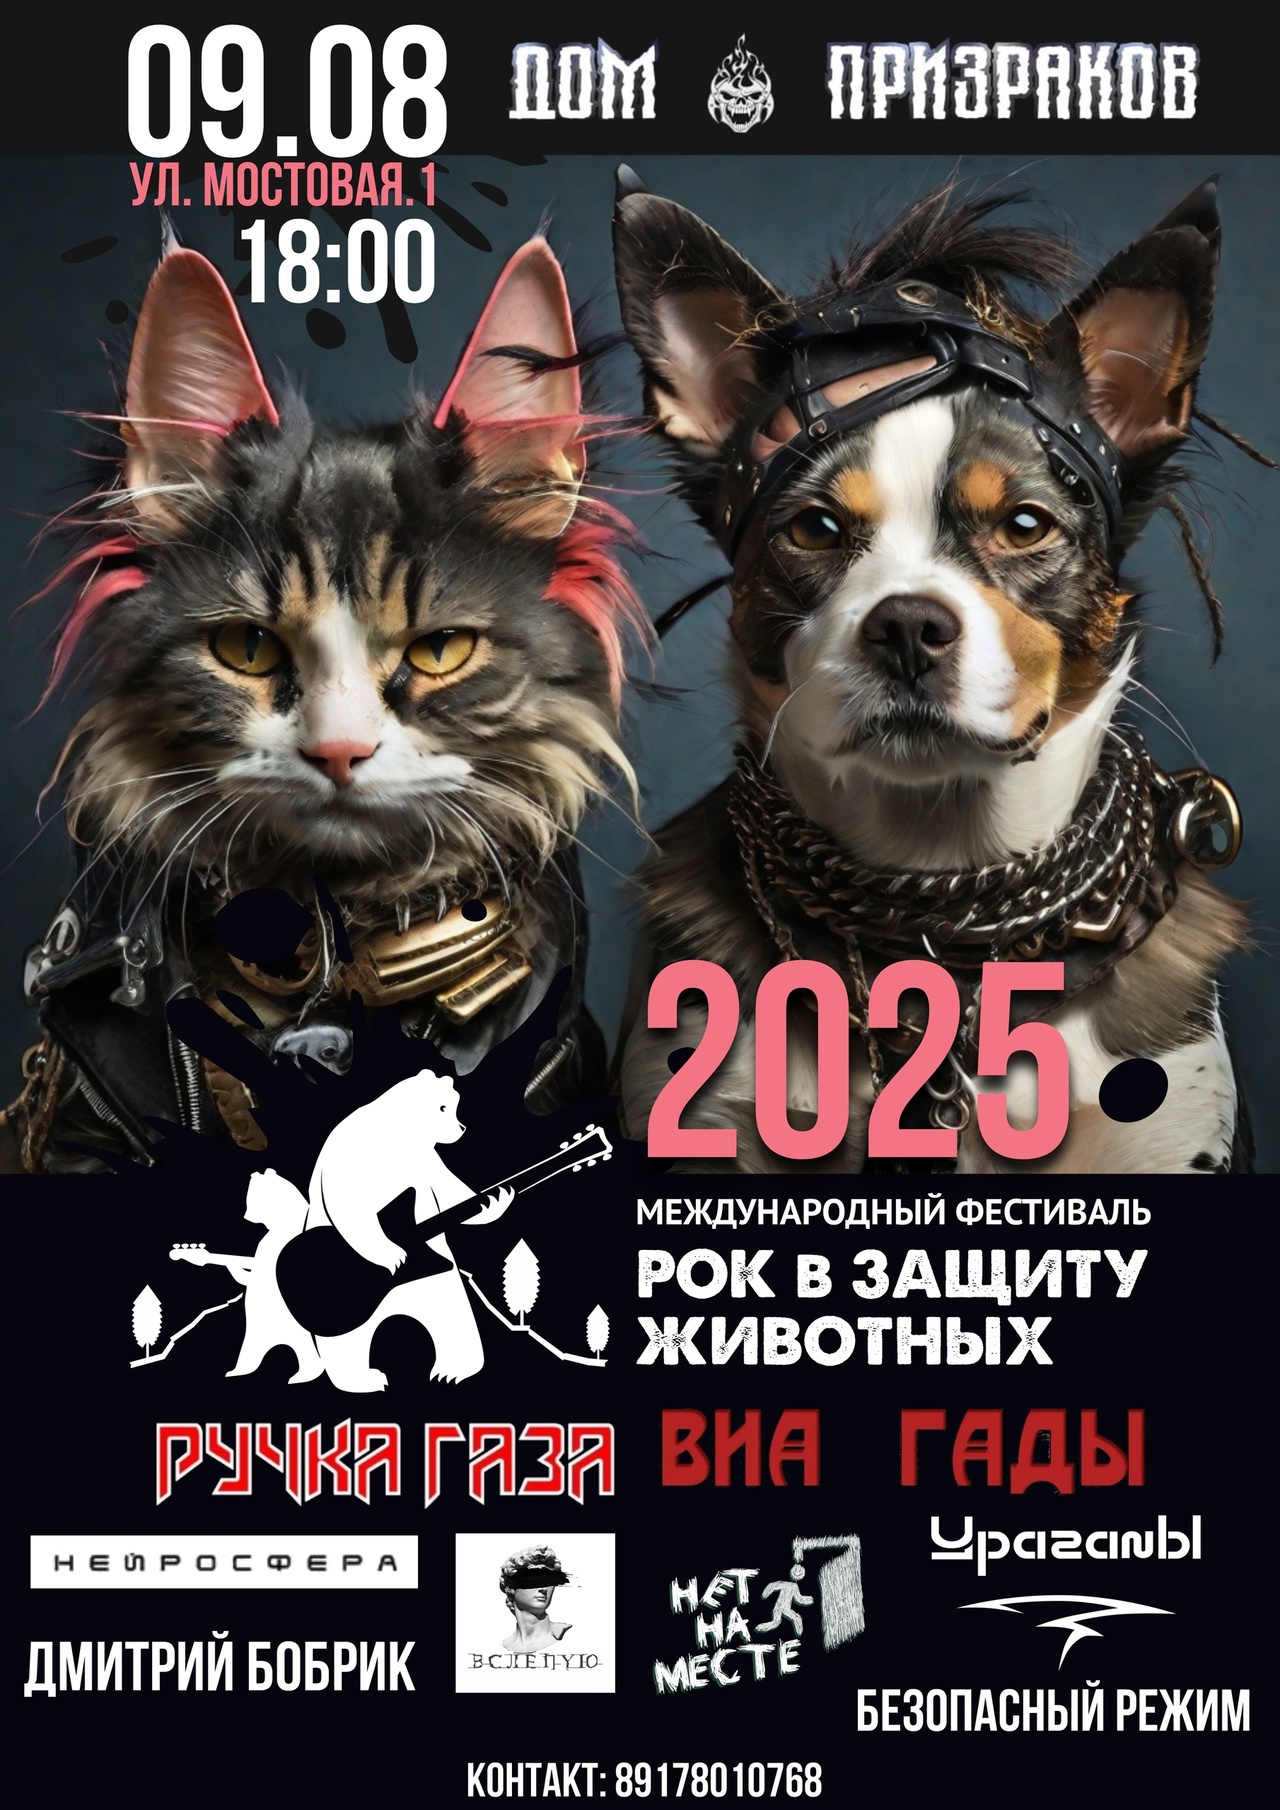 09.08
ДОМ ПРИЗРАКОВ
УЛ. МОСТОВАЯ.1
18:00
2025
МЕЖДУНАРОДНЫЙ ФЕСТИВАЛЬ
РОК В ЗАЩИТУ
ЖИВОТНЫХ
РУЧКА ГАЗА
ВИА ГАДЫ
НЕЙРОСФЕРА
ДМИТРИЙ БОБРИК
ВСЛЕПУЮ
НЕТ
НА
МЕСТЕ
Ураганы
БЕЗОПАСНЫЙ РЕЖИМ
КОНТАКТ: 89178010768